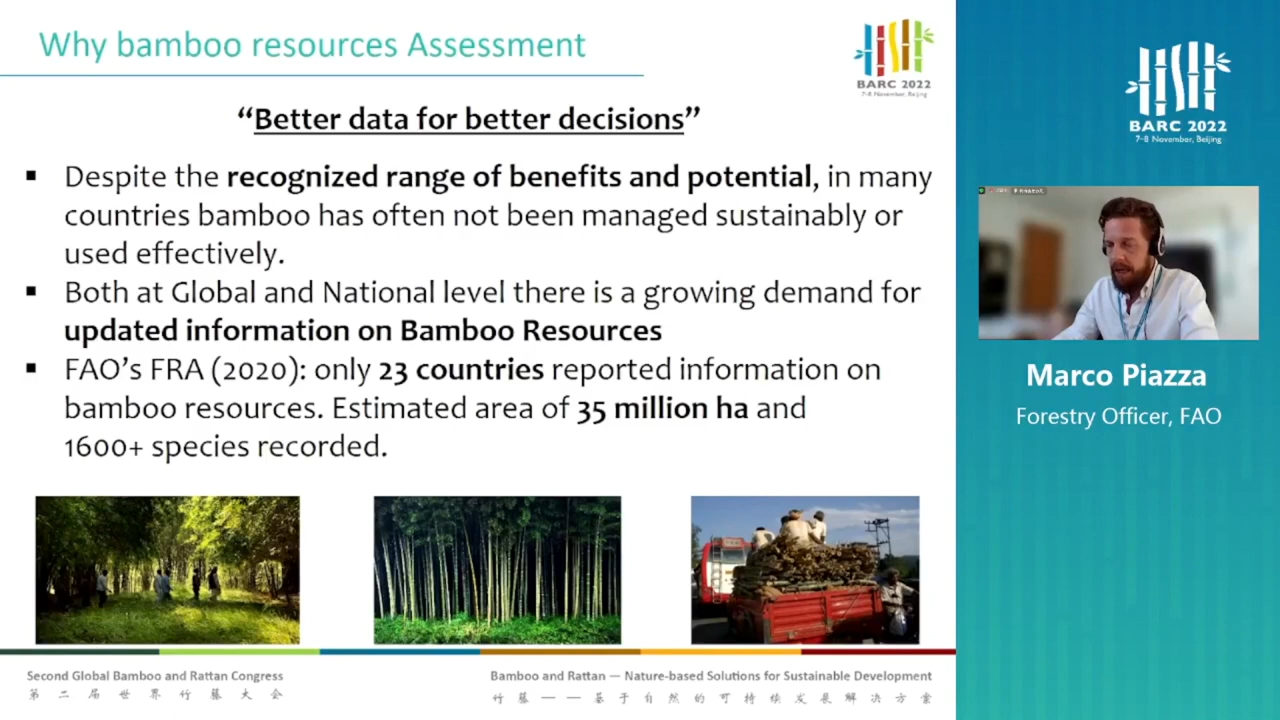 Why bamboo resources Assessment
BARC 2022
7-8 November, Beijing
“Better data for better decisions”
▪ Despite the recognized range of benefits and potential, in many
countries bamboo has often not been managed sustainably or
used effectively.
▪ Both at Global and National level there is a growing demand for
updated information on Bamboo Resources
▪ FAO’s FRA (2020): only 23 countries reported information on
bamboo resources. Estimated area of 35 million ha and
1600+ species recorded.
Second Global Bamboo and Rattan Congress
第二届世界竹藤大会
Bamboo and Rattan — Nature-based Solutions for Sustainable Development
竹藤——基于自然的可持续发展解决方案
BARC 2022
7-8 November, Beijing
Marco Piazza
Forestry Officer, FAO